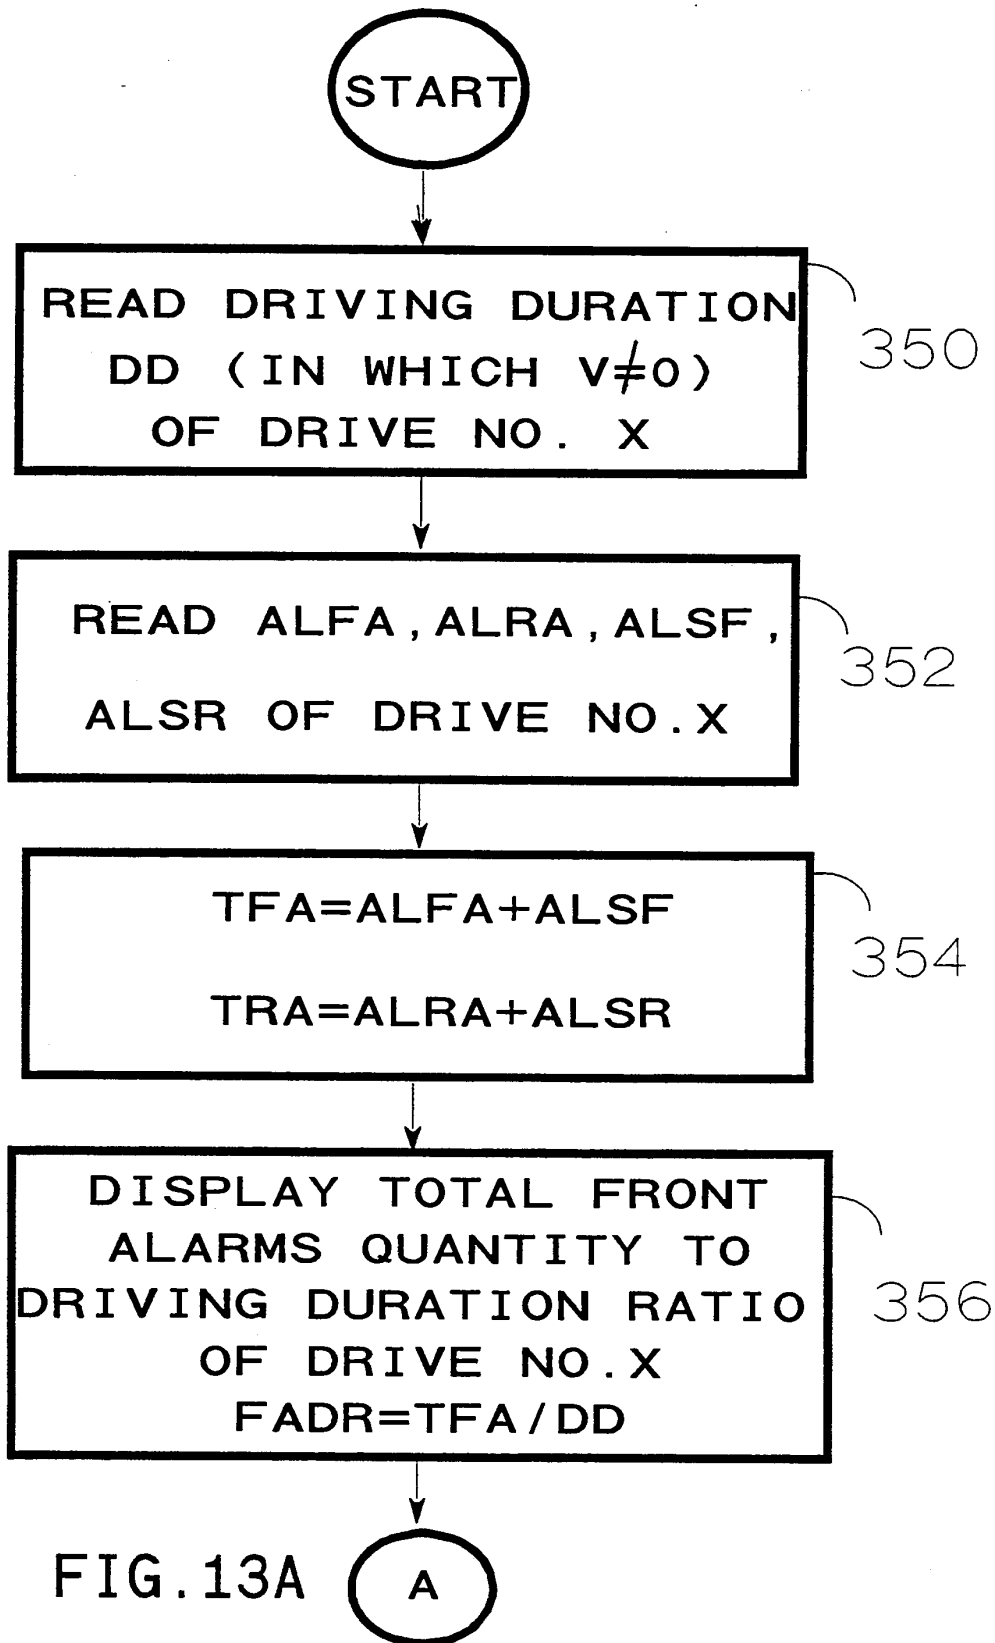 START
READ DRIVING DURATION
DD (IN WHICH V≠0)
OF DRIVE NO. X
350
READ ALFA, ALRA, ALSF,
ALSR OF DRIVE NO.X
352
TFA=ALFA+ALSF
TRA=ALRA+ALSR
354
DISPLAY TOTAL FRONT
ALARMS QUANTITY TO
DRIVING DURATION RATIO
OF DRIVE NO.X
FADR=TFA/DD
356
FIG.13A
A